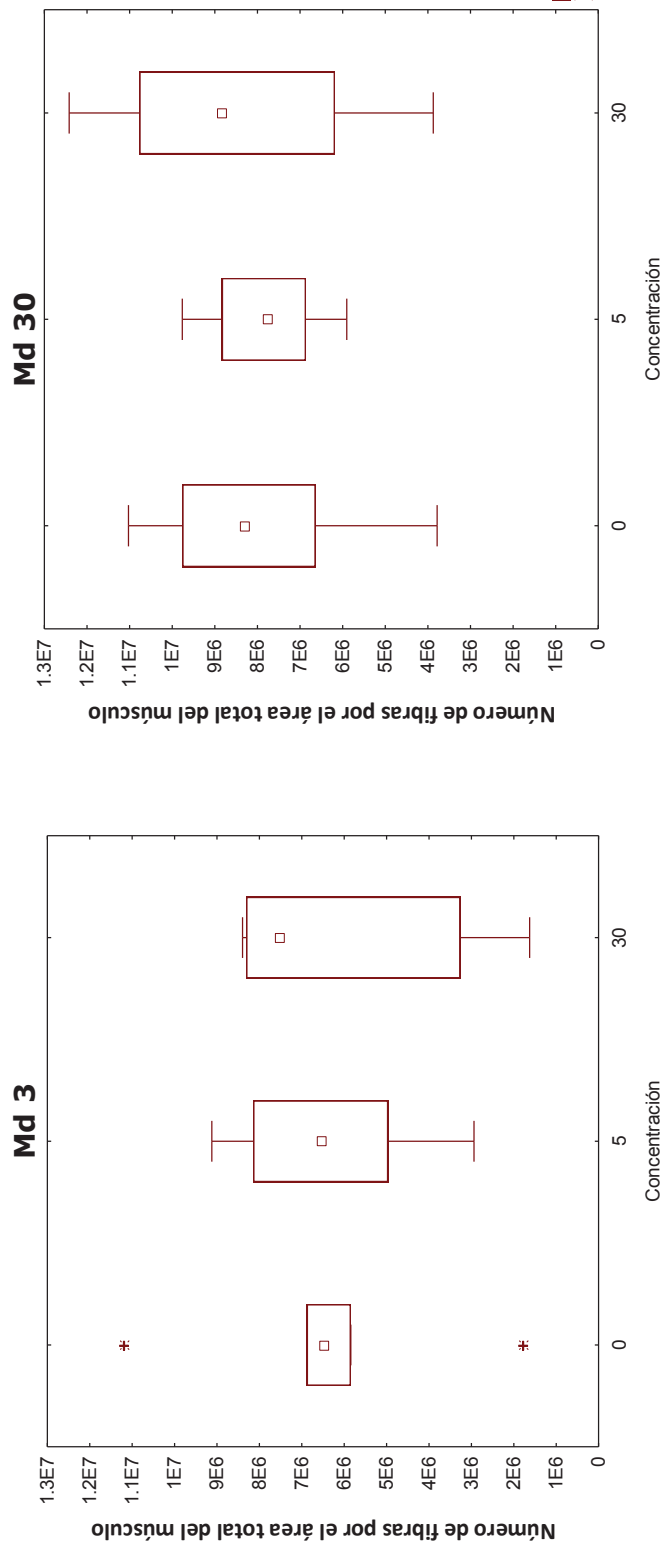 Md 3
Número de fibras por el área total del músculo
1.3E7
1.2E7
1.1E7
1E7
9E6
8E6
7E6
6E6
4E6
3E6
2E6
1E6
0
0 5 30
Concentración
Md 30
Número de fibras por el área total del músculo
1.3E7
1.2E7
1.1E7
1E7
9E6
8E6
7E6
6E6
4E6
3E6
2E6
1E6
0
0 5 30
Concentración